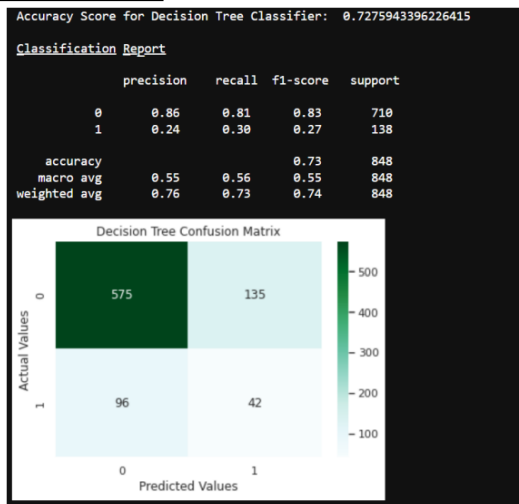 Accuracy Score for Decision Tree Classifier: 0.7275943396226415
Classification Report
precision recall f1-score support
0 0.86 0.81 0.83 710
1 0.24 0.30 0.27 138
accuracy 0.73 848
macro avg 0.55 0.56 0.55 848
weighted avg 0.76 0.73 0.74 848
Decision Tree Confusion Matrix
Actual Values
0 575 135
1 96 42
0 1
Predicted Values
500
400
300
200
100